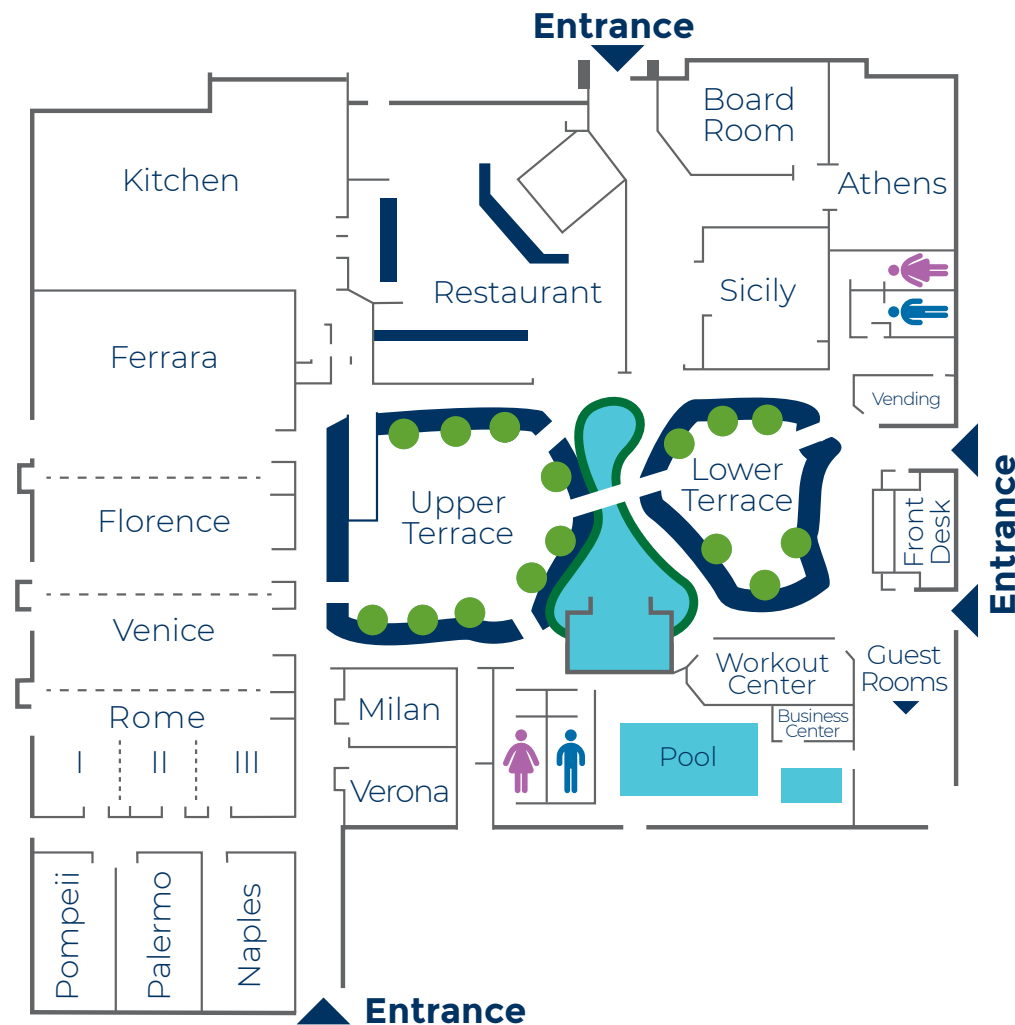 Entrance
Board
Room
Kitchen
Athens
Restaurant
Sicily
Ferrara
Vending
Upper
Terrace
Lower
Terrace
Florence
Front
Desk
Entrance
Venice
Workout
Center
Guest
Rooms
Milan
Rome
I
II
III
Business
Center
Pool
Verona
Pompeii
Palermo
Naples
Entrance